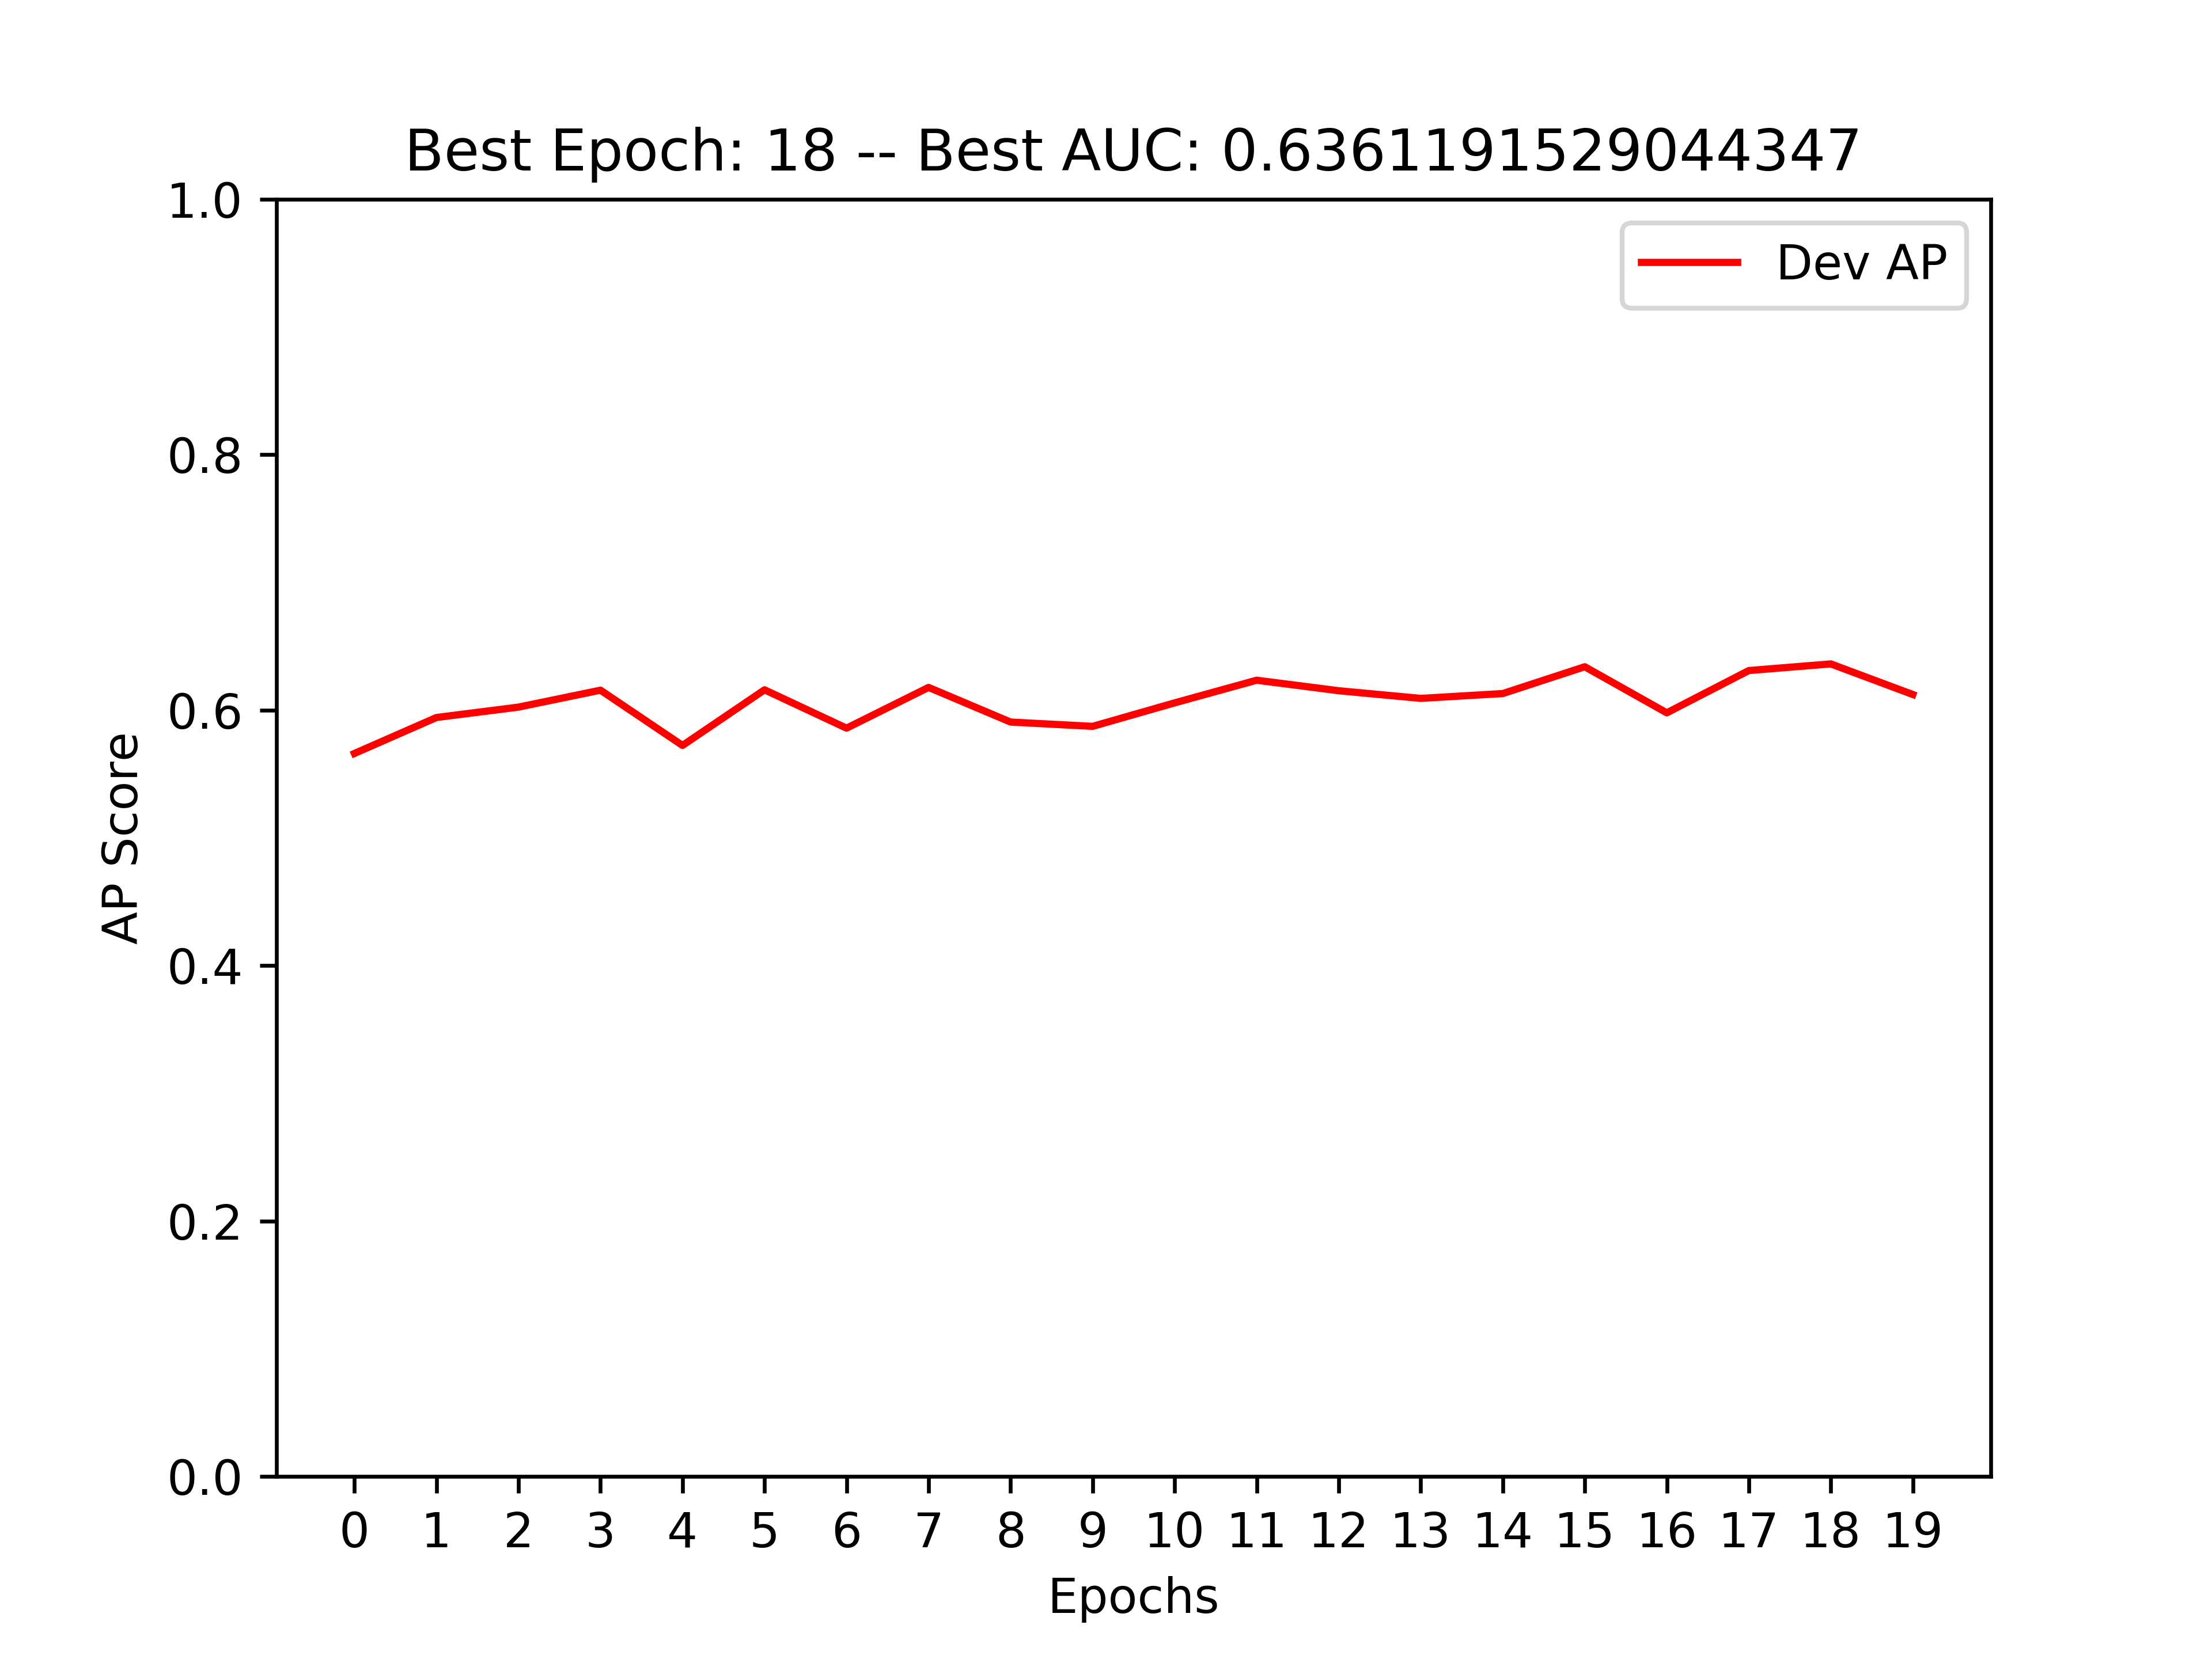 Best Epoch: 18 -- Best AUC: 0.6361191529044347
Dev AP
1.0
0.8
0.6
0.4
0.2
0.0
AP Score
0 1 2 3 4 5 6 7 8 9 10 11 12 13 14 15 16 17 18 19
Epochs